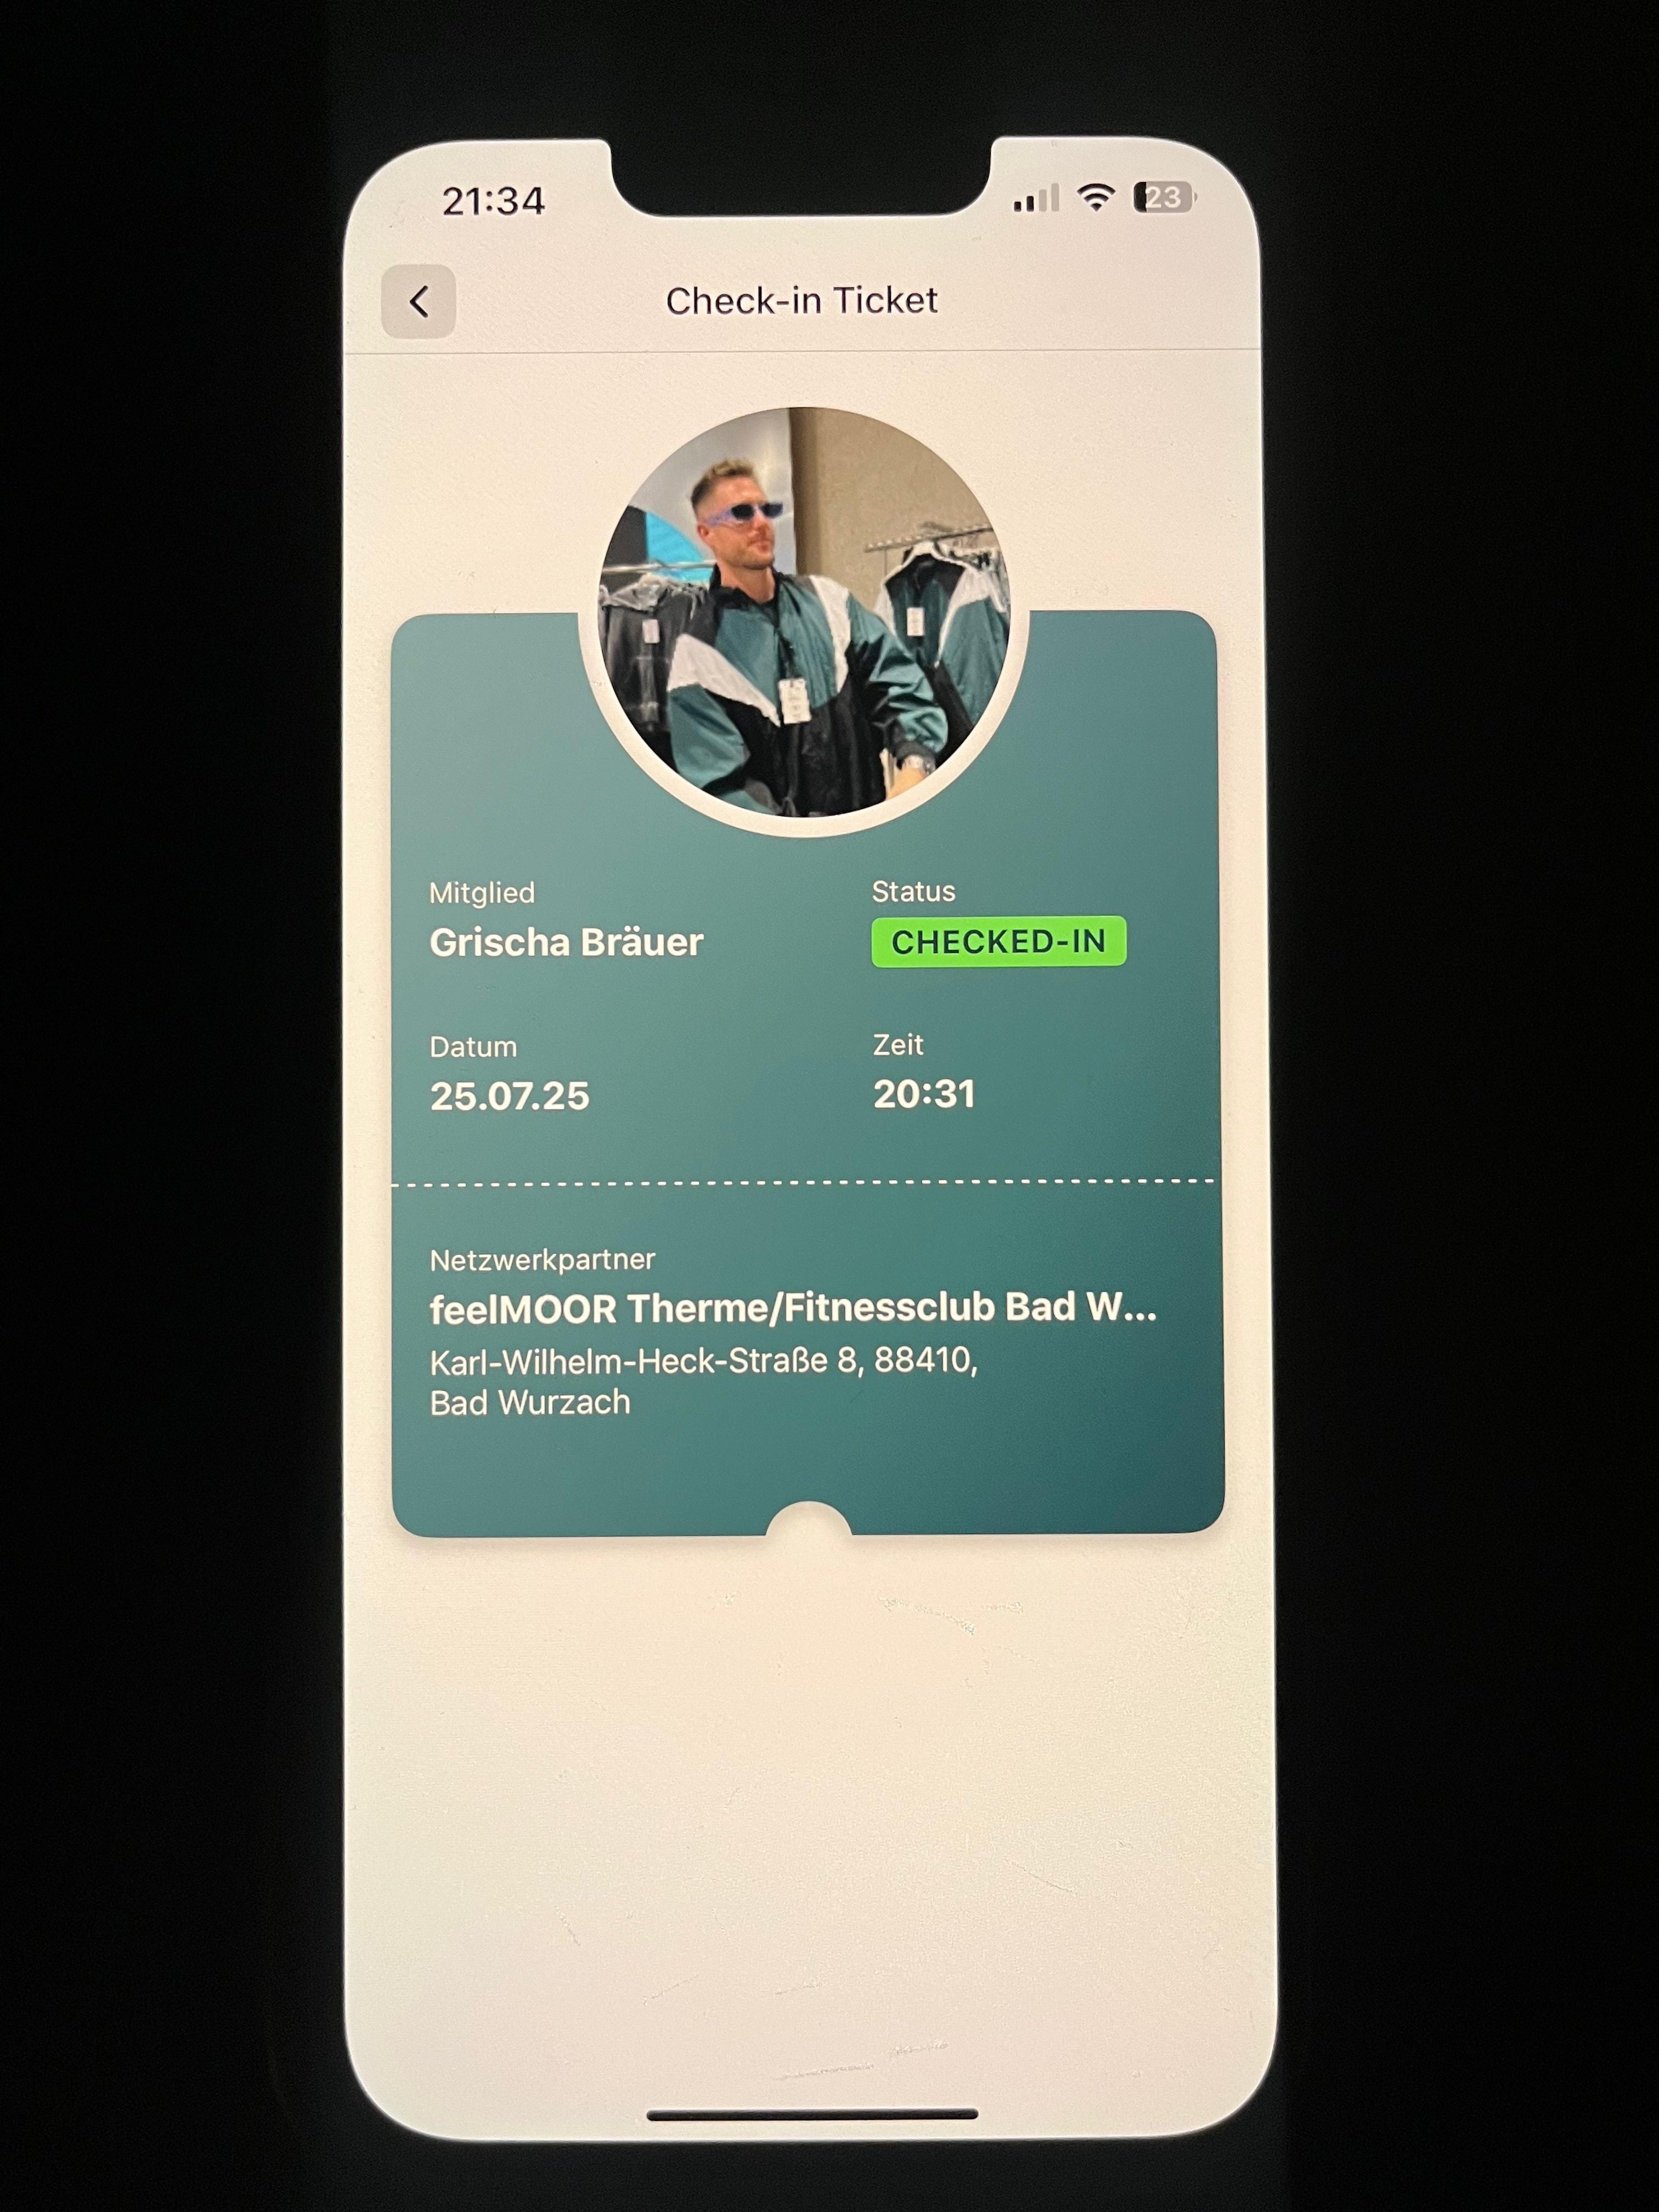 21:34
23
Check-in Ticket
Mitglied
Status
Grischa Bräuer
CHECKED-IN
Datum
Zeit
25.07.25
20:31
Netzwerkpartner
feelMOOR Therme/Fitnessclub Bad W...
Karl-Wilhelm-Heck-Straße 8, 88410,
Bad Wurzach